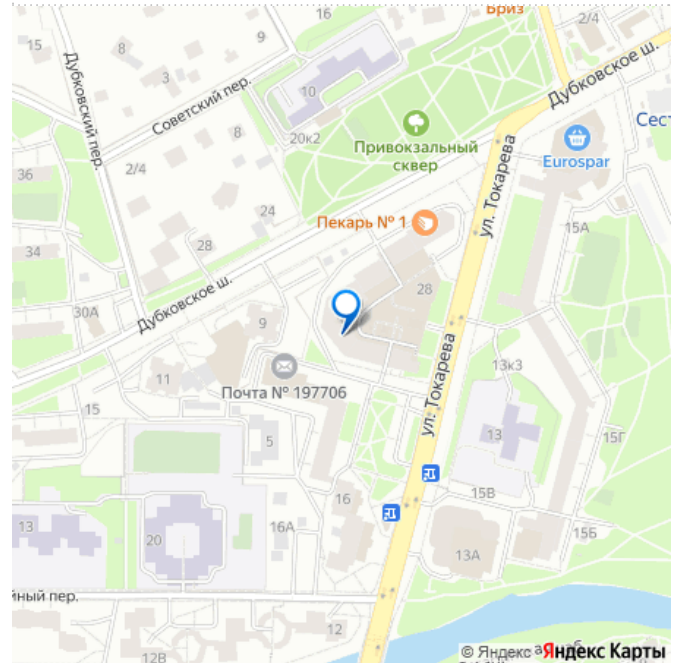 16
Бриз
2/4
15
8
9
Дубковский пер.
3
10
Дубковское ш.
Советский пер.
Сест
20к2
8
Привокзальный
сквер
Eurospar
36
2/4
ул. Токарева
24
Пекарь № 1
15А
34
28
28
Дубковское ш.
30А
9
ул. Токарева
13к3
11
Почта № 197706
15
5
13
15Г
16
15В
13
20
16А
15Б
13А
йный пер.
12
12В
© Яндекс
Яндекс Карты